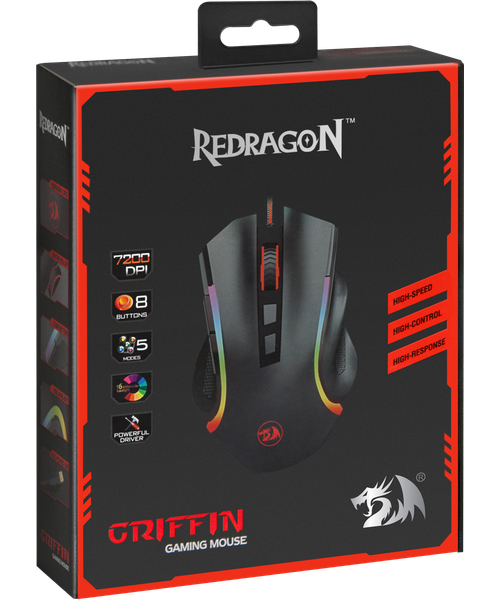 REDRAGON™
7200
DPI
8
BUTTONS
5
MODES
POWERFUL
DRIVER
HIGH-SPEED
HIGH-CONTROL
HIGH-RESPONSE
®
GRIFFIN
GAMING MOUSE